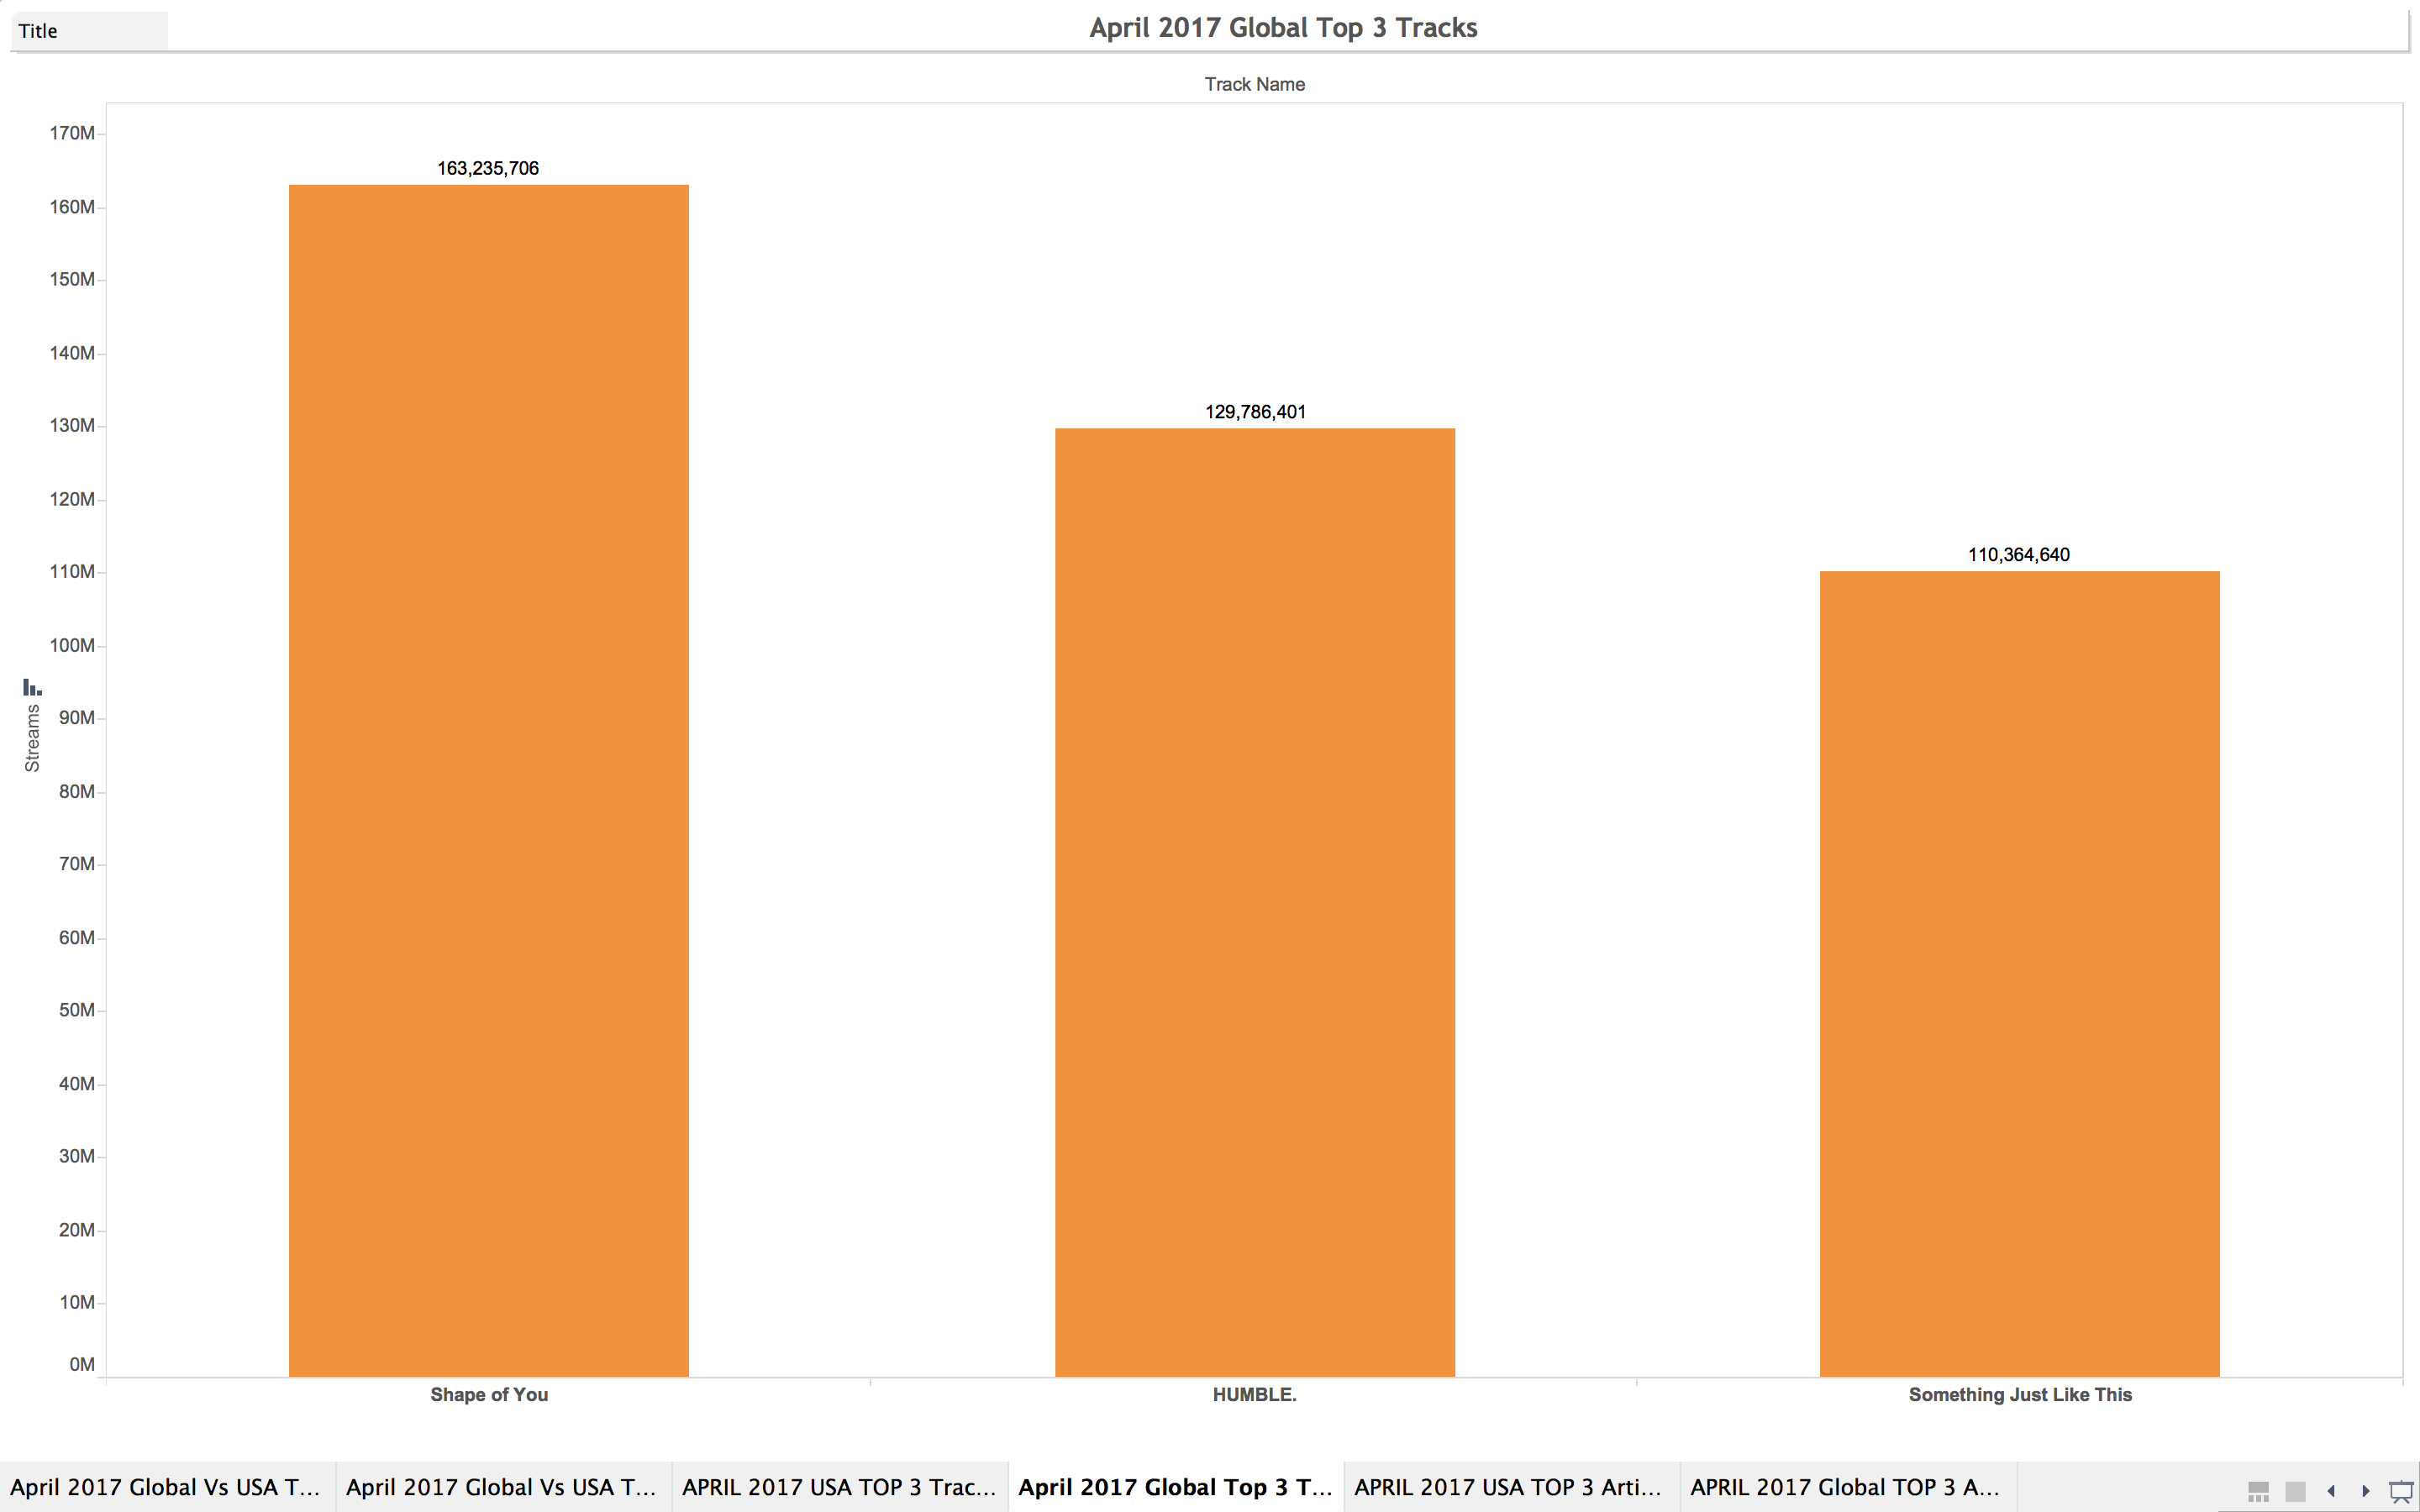 Title
April 2017 Global Top 3 Tracks
Track Name
170M
160M
150M
140M
130M
120M
110M
100M
90M
80M
70M
60M
50M
40M
30M
20M
10M
0M
Streams
163,235,706
129,786,401
110,364,640
Shape of You
HUMBLE.
Something Just Like This
April 2017 Global Vs USA T...
April 2017 Global Vs USA T...
APRIL 2017 USA TOP 3 Trac...
April 2017 Global Top 3 T...
APRIL 2017 USA TOP 3 Arti...
APRIL 2017 Global TOP 3 A...